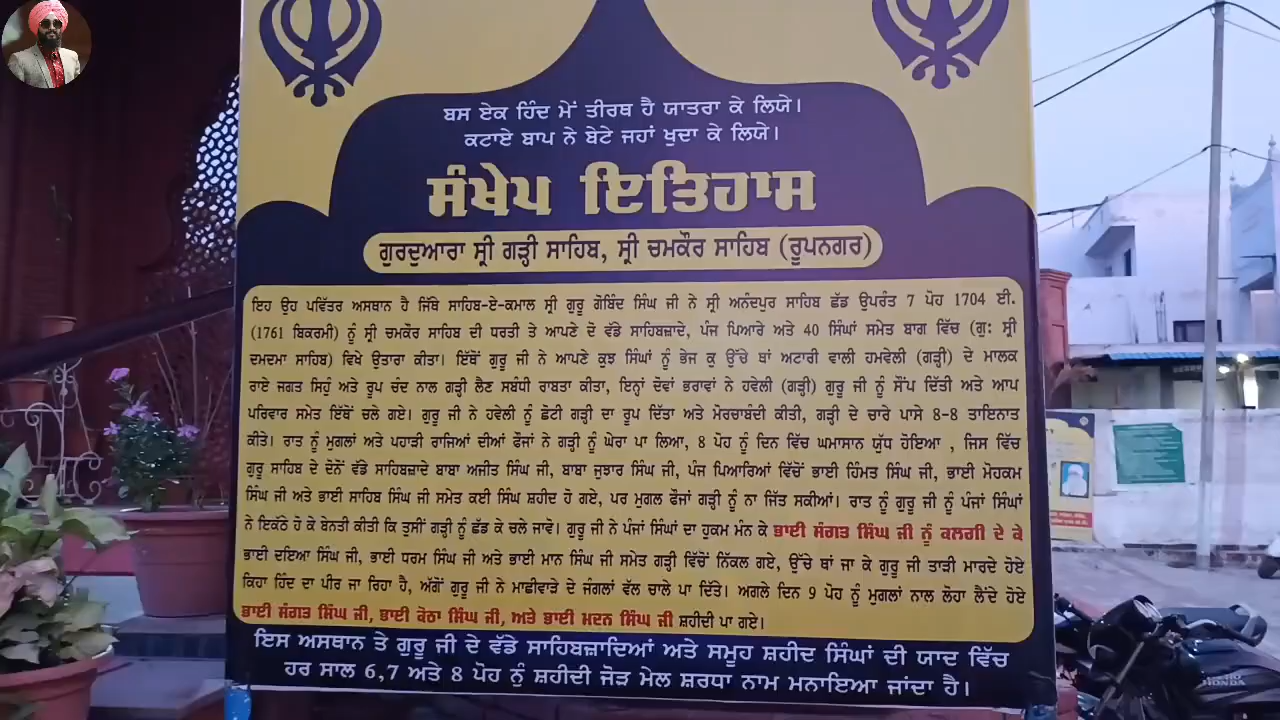 ਬਸ ਏਕ ਹਿੰਦ ਮੇਂ ਤੀਰਥ ਹੈ ਯਾਤਰਾ ਕੇ ਲਿਯੇ।
ਕਟਾਏ ਬਾਪ ਨੇ ਬੇਟੇ ਜਹਾਂ ਖੁਦਾ ਕੇ ਲਿਯੇ।
ਸੰਖੇਪ ਇਤਿਹਾਸ
ਗੁਰਦੁਆਰਾ ਸ੍ਰੀ ਗੜ੍ਹੀ ਸਾਹਿਬ, ਸ੍ਰੀ ਚਮਕੌਰ ਸਾਹਿਬ (ਰੂਪਨਗਰ)
ਇਹ ਉਹ ਪਵਿੱਤਰ ਅਸਥਾਨ ਹੈ ਜਿੱਥੇ ਸਾਹਿਬ-ਏ-ਕਮਾਲ ਸ੍ਰੀ ਗੁਰੂ ਗੋਬਿੰਦ ਸਿੰਘ ਜੀ ਨੇ ਸ੍ਰੀ ਅਨੰਦਪੁਰ ਸਾਹਿਬ ਛੱਡ ਉਪਰੰਤ 7 ਪੋਹ 1704 ਈ.
(1761 ਬਿਕਰਮੀ) ਨੂੰ ਸ੍ਰੀ ਚਮਕੌਰ ਸਾਹਿਬ ਦੀ ਧਰਤੀ ਤੇ ਆਪਣੇ ਦੋ ਵੱਡੇ ਸਾਹਿਬਜ਼ਾਦੇ, ਪੰਜ ਪਿਆਰੇ ਅਤੇ 40 ਸਿੰਘਾਂ ਸਮੇਤ ਬਾਗ ਵਿੱਚ (ਗੁ: ਸ੍ਰੀ
ਦਮਦਮਾ ਸਾਹਿਬ) ਵਿਖੇ ਉਤਾਰਾ ਕੀਤਾ। ਇੱਥੋਂ ਗੁਰੂ ਜੀ ਨੇ ਆਪਣੇ ਕੁਝ ਸਿੰਘਾਂ ਨੂੰ ਭੇਜ ਕੁ ਉੱਚੇ ਥਾਂ ਅਟਾਰੀ ਵਾਲੀ ਹਮਵੇਲੀ (ਗੜ੍ਹੀ) ਦੇ ਮਾਲਕ
ਰਾਏ ਜਗਤ ਸਿਹੁੰ ਅਤੇ ਰੂਪ ਚੰਦ ਨਾਲ ਗੜ੍ਹੀ ਲੈਣ ਸਬੰਧੀ ਰਾਬਤਾ ਕੀਤਾ, ਇਨ੍ਹਾਂ ਦੋਵਾਂ ਭਰਾਵਾਂ ਨੇ ਹਵੇਲੀ (ਗੜ੍ਹੀ) ਗੁਰੂ ਜੀ ਨੂੰ ਸੌਂਪ ਦਿੱਤੀ ਅਤੇ ਆਪ
ਪਰਿਵਾਰ ਸਮੇਤ ਇੱਥੋਂ ਚਲੇ ਗਏ। ਗੁਰੂ ਜੀ ਨੇ ਹਵੇਲੀ ਨੂੰ ਛੋਟੀ ਗੜ੍ਹੀ ਦਾ ਰੂਪ ਦਿੱਤਾ ਅਤੇ ਮੋਰਚਾਬੰਦੀ ਕੀਤੀ, ਗੜ੍ਹੀ ਦੇ ਚਾਰੇ ਪਾਸੇ 8-8 ਤਾਇਨਾਤ
ਕੀਤੇ। ਰਾਤ ਨੂੰ ਮੁਗਲਾਂ ਅਤੇ ਪਹਾੜੀ ਰਾਜਿਆਂ ਦੀਆਂ ਫੌਜਾਂ ਨੇ ਗੜ੍ਹੀ ਨੂੰ ਘੇਰਾ ਪਾ ਲਿਆ, 8 ਪੋਹ ਨੂੰ ਦਿਨ ਵਿੱਚ ਘਮਾਸਾਨ ਯੁੱਧ ਹੋਇਆ , ਜਿਸ ਵਿੱਚ
ਗੁਰੂ ਸਾਹਿਬ ਦੇ ਦੋਨੋਂ ਵੱਡੇ ਸਾਹਿਬਜ਼ਾਦੇ ਬਾਬਾ ਅਜੀਤ ਸਿੰਘ ਜੀ, ਬਾਬਾ ਜੁਝਾਰ ਸਿੰਘ ਜੀ, ਪੰਜ ਪਿਆਰਿਆਂ ਵਿੱਚੋਂ ਭਾਈ ਹਿੰਮਤ ਸਿੰਘ ਜੀ, ਭਾਈ ਮੋਹਕਮ
ਸਿੰਘ ਜੀ ਅਤੇ ਭਾਈ ਸਾਹਿਬ ਸਿੰਘ ਜੀ ਸਮੇਤ ਕਈ ਸਿੰਘ ਸ਼ਹੀਦ ਹੋ ਗਏ, ਪਰ ਮੁਗਲ ਫੌਜਾਂ ਗੜ੍ਹੀ ਨੂੰ ਨਾ ਜਿੱਤ ਸਕੀਆਂ। ਰਾਤ ਨੂੰ ਗੁਰੂ ਜੀ ਨੂੰ ਪੰਜਾਂ ਸਿੰਘਾਂ
ਨੇ ਇਕੱਠੇ ਹੋ ਕੇ ਬੇਨਤੀ ਕੀਤੀ ਕਿ ਤੁਸੀਂ ਗੜ੍ਹੀ ਨੂੰ ਛੱਡ ਕੇ ਚਲੇ ਜਾਵੋ। ਗੁਰੂ ਜੀ ਨੇ ਪੰਜਾਂ ਸਿੰਘਾਂ ਦਾ ਹੁਕਮ ਮੰਨ ਕੇ ਭਾਈ ਸੰਗਤ ਸਿੰਘ ਜੀ ਨੂੰ ਕਲਗੀ ਦੇ ਕੇ
ਭਾਈ ਦਇਆ ਸਿੰਘ ਜੀ, ਭਾਈ ਧਰਮ ਸਿੰਘ ਜੀ ਅਤੇ ਭਾਈ ਮਾਨ ਸਿੰਘ ਜੀ ਸਮੇਤ ਗੜ੍ਹੀ ਵਿੱਚੋਂ ਨਿੱਕਲ ਗਏ, ਉੱਚੇ ਥਾਂ ਜਾ ਕੇ ਗੁਰੂ ਜੀ ਤਾੜੀ ਮਾਰਦੇ ਹੋਏ
ਕਿਹਾ ਹਿੰਦ ਦਾ ਪੀਰ ਜਾ ਰਿਹਾ ਹੈ, ਅੱਗੋਂ ਗੁਰੂ ਜੀ ਨੇ ਮਾਛੀਵਾੜੇ ਦੇ ਜੰਗਲਾਂ ਵੱਲ ਚਾਲੇ ਪਾ ਦਿੱਤੇ। ਅਗਲੇ ਦਿਨ 9 ਪੋਹ ਨੂੰ ਮੁਗਲਾਂ ਨਾਲ ਲੋਹਾ ਲੈਂਦੇ ਹੋਏ
ਭਾਈ ਸੰਗਤ ਸਿੰਘ ਜੀ, ਭਾਈ ਕੋਠਾ ਸਿੰਘ ਜੀ, ਅਤੇ ਭਾਈ ਮਦਨ ਸਿੰਘ ਜੀ ਸ਼ਹੀਦੀ ਪਾ ਗਏ।
ਇਸ ਅਸਥਾਨ ਤੇ ਗੁਰੂ ਜੀ ਦੇ ਵੱਡੇ ਸਾਹਿਬਜ਼ਾਦਿਆਂ ਅਤੇ ਸਮੂਹ ਸ਼ਹੀਦ ਸਿੰਘਾਂ ਦੀ ਯਾਦ ਵਿੱਚ
ਹਰ ਸਾਲ 6,7 ਅਤੇ 8 ਪੋਹ ਨੂੰ ਸ਼ਹੀਦੀ ਜੋੜ ਮੇਲ ਸ਼ਰਧਾ ਨਾਮ ਮਨਾਇਆ ਜਾਂਦਾ ਹੈ।
HONDA